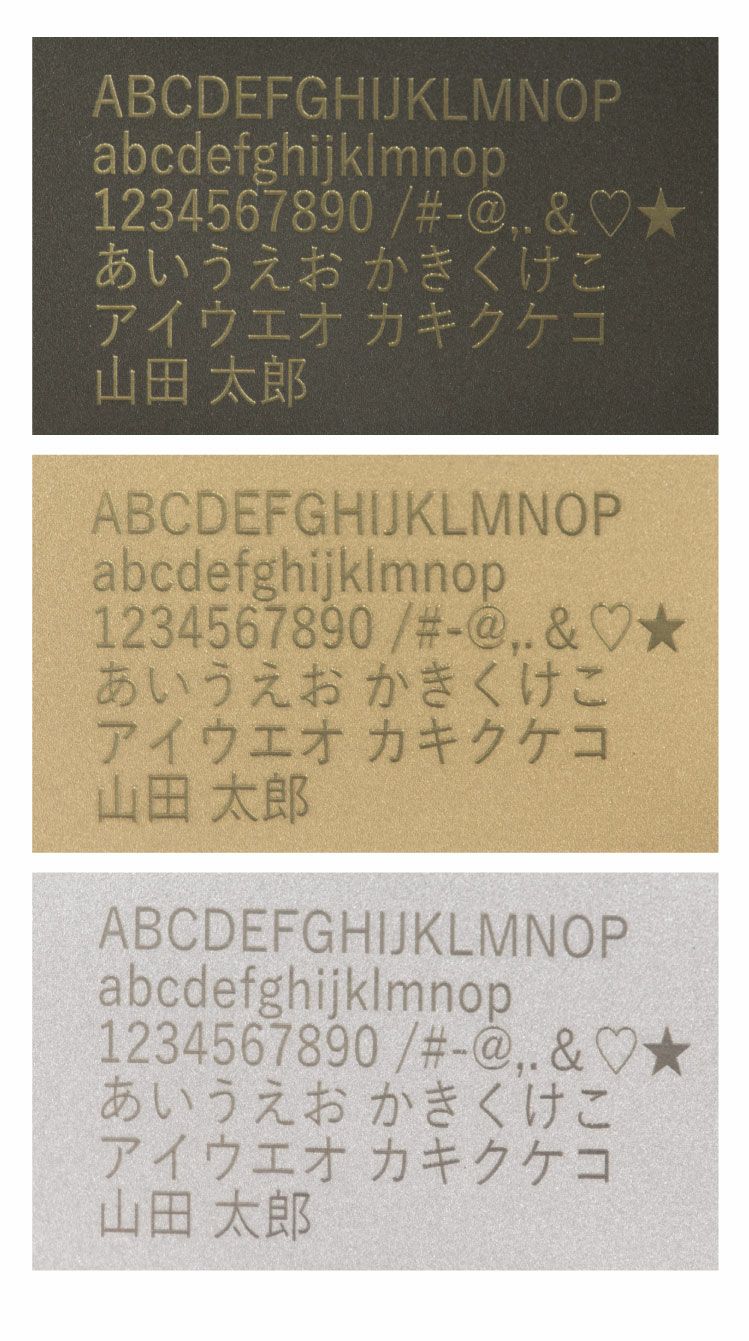 ABCDEFGHIJKLMNOP
abcdefghijklmnop
1234567890 /#-@,. & ♡★
あいうえお かきくけこ
アイウエオ カキクケコ
山田 太郎
ABCDEFGHIJKLMNOP
abcdefghijklmnop
1234567890 /#-@,. & ♡★
あいうえお かきくけこ
アイウエオ カキクケコ
山田 太郎
ABCDEFGHIJKLMNOP
abcdefghijklmnop
1234567890 /#-@,. & ♡★
あいうえお かきくけこ
アイウエオ カキクケコ
山田 太郎